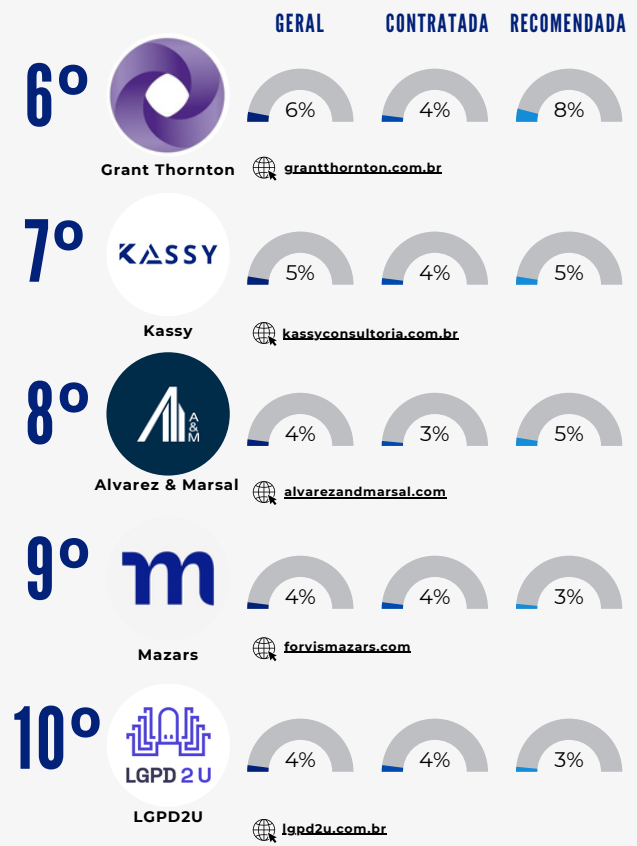 GERAL CONTRATADA RECOMENDADA
6º
6% 4% 8%
Grant Thornton
grantthornton.com.br
7º
KASSY
5% 4% 5%
Kassy
kassyconsultoria.com.br
8º
A&M
4% 3% 5%
Alvarez & Marsal
alvarezandmarsal.com
9º
m
4% 4% 3%
Mazars
forvismazars.com
10º
LGPD 2 U
4% 4% 3%
LGPD2U
lgpd2u.com.br